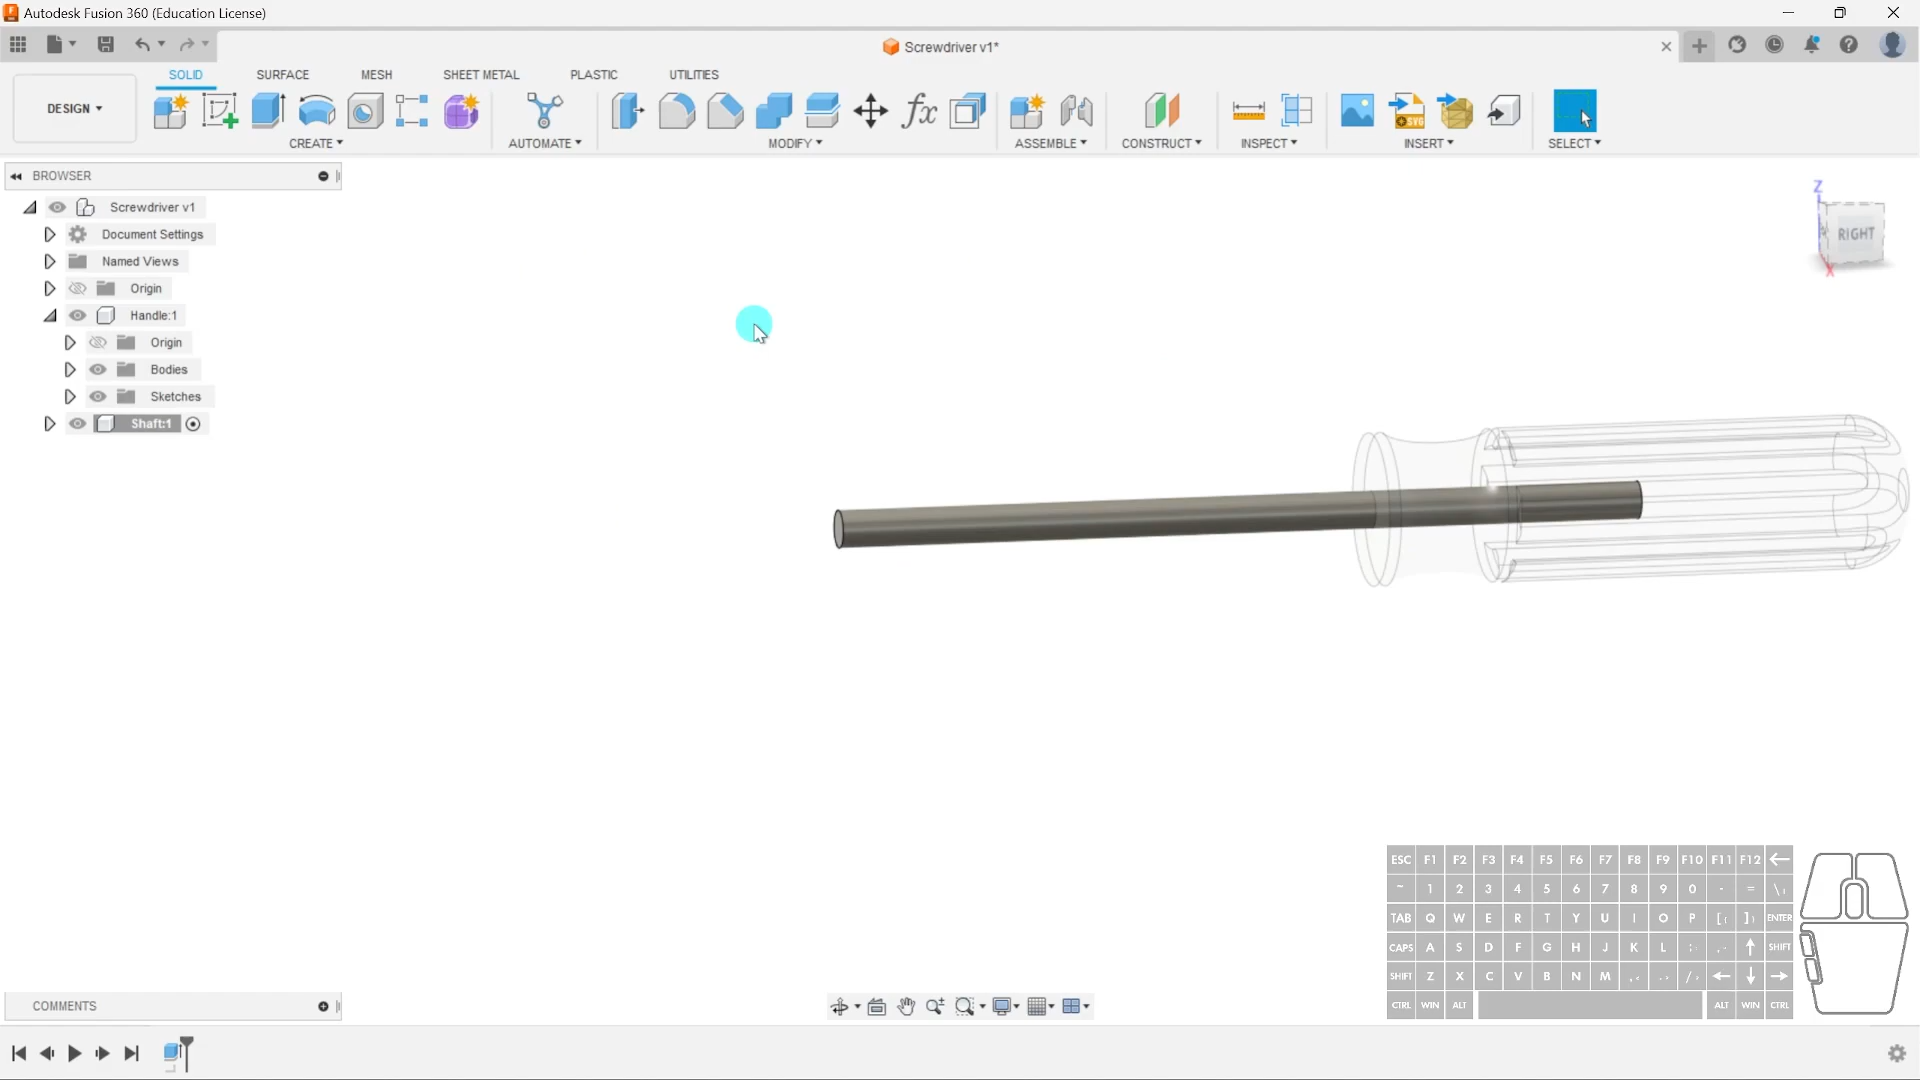 Autodesk Fusion 360 (Education License)
Screwdriver v1*
SOLID SURFACE MESH SHEET METAL PLASTIC UTILITIES
DESIGN
CREATE AUTOMATE MODIFY ASSEMBLE CONSTRUCT INSPECT INSERT SELECT
SVG
fx
BROWSER
Screwdriver v1
Document Settings
Named Views
Origin
Handle:1
Origin
Bodies
Sketches
Shaft:1
Z
RIGHT
X
ESC F1 F2 F3 F4 F5 F6 F7 F8 F9 F10 F11 F12
~ 1 2 3 4 5 6 7 8 9 0 - =
TAB Q W E R T Y U I O P ENTER
CAPS A S D F G H J K L SHIFT
SHIFT Z X C V B N M
CTRL WIN ALT ALT WIN CTRL
COMMENTS